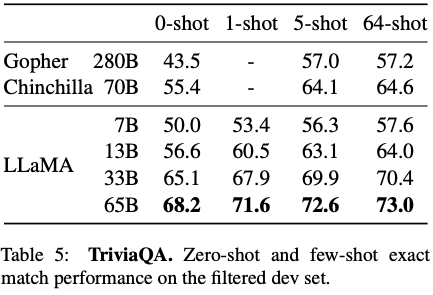 0-shot 1-shot 5-shot 64-shot
Gopher 280B 43.5 - 57.0 57.2
Chinchilla 70B 55.4 - 64.1 64.6
7B 50.0 53.4 56.3 57.6
13B 56.6 60.5 63.1 64.0
LLaMA
33B 65.1 67.9 69.9 70.4
65B 68.2 71.6 72.6 73.0
Table 5: TriviaQA. Zero-shot and few-shot exact
match performance on the filtered dev set.